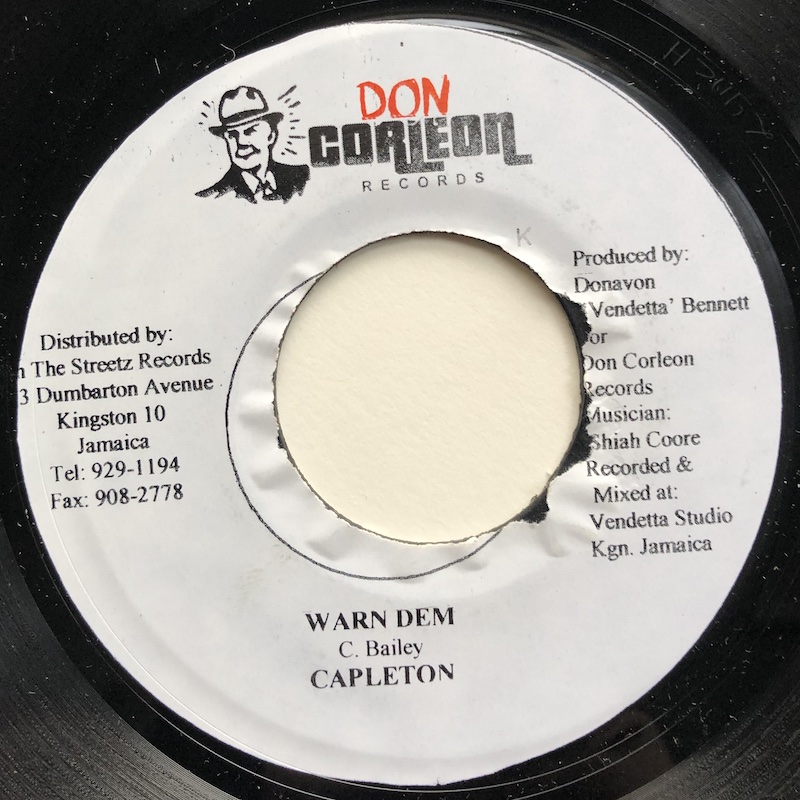 DON
CORLEON
RECORDS
K
Distributed by:
The Streetz Records
3 Dumbarton Avenue
Kingston 10
Jamaica
Tel: 929-1194
Fax: 908-2778
Produced by:
Donavon
'Vendetta' Bennett
or
Don Corleon
Records
Musician:
Shiah Coore
Recorded &
Mixed at:
Vendetta Studio
Kgn. Jamaica
WARN DEM
C. Bailey
CAPLETON